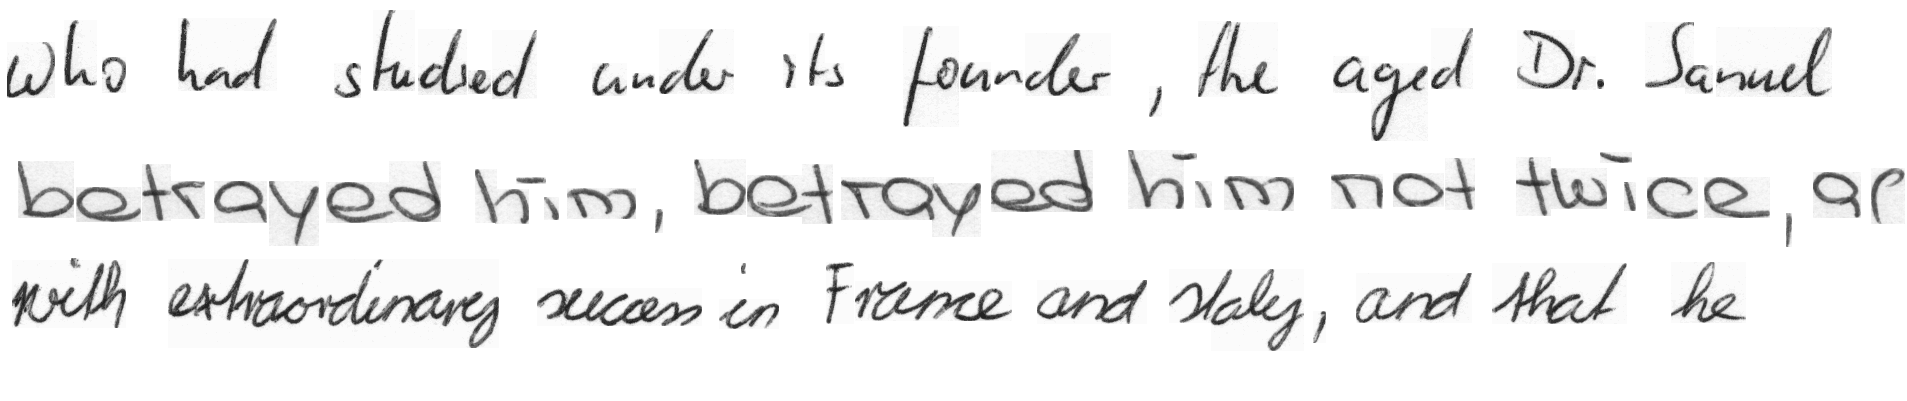 who had studied under its founder, the aged Dr. Samuel
betrayed him, betrayed him not twice, as
with extraordinary success in France and Italy, and that he